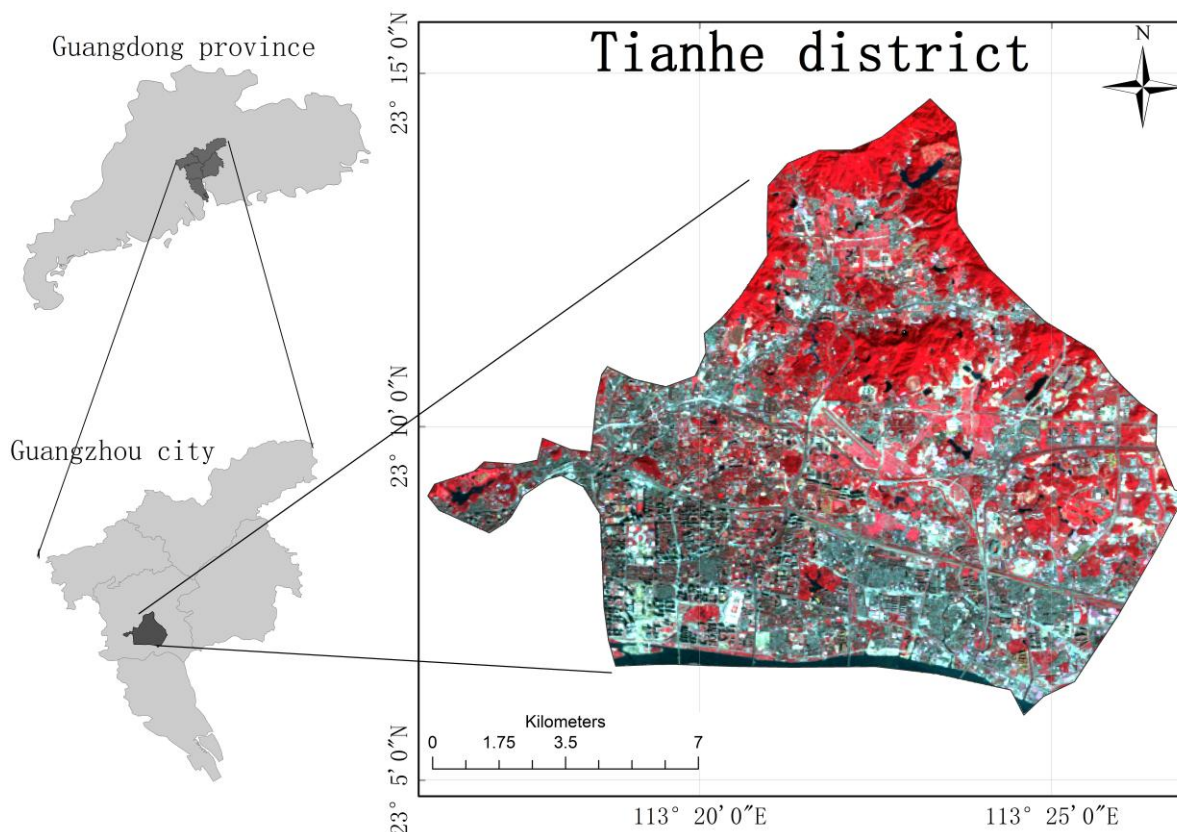 Guangdong province
Tianhe district
N
23° 15′ 0″N
Guangzhou city
23° 10′ 0″N
Kilometers
0 1.75 3.5 7
23° 5′ 0″N
113° 20′ 0″E 113° 25′ 0″E